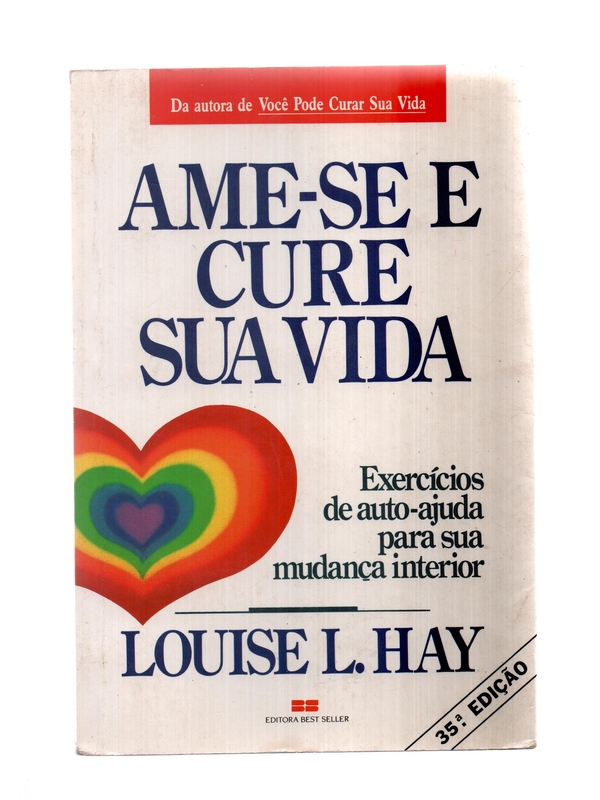 Da autora de Você Pode Curar Sua Vida
AME-SE E
CURE
SUA VIDA
Exercícios
de auto-ajuda
para sua
mudança interior
LOUISE L. HAY
EDITORA BEST SELLER
35ª. EDIÇÃO